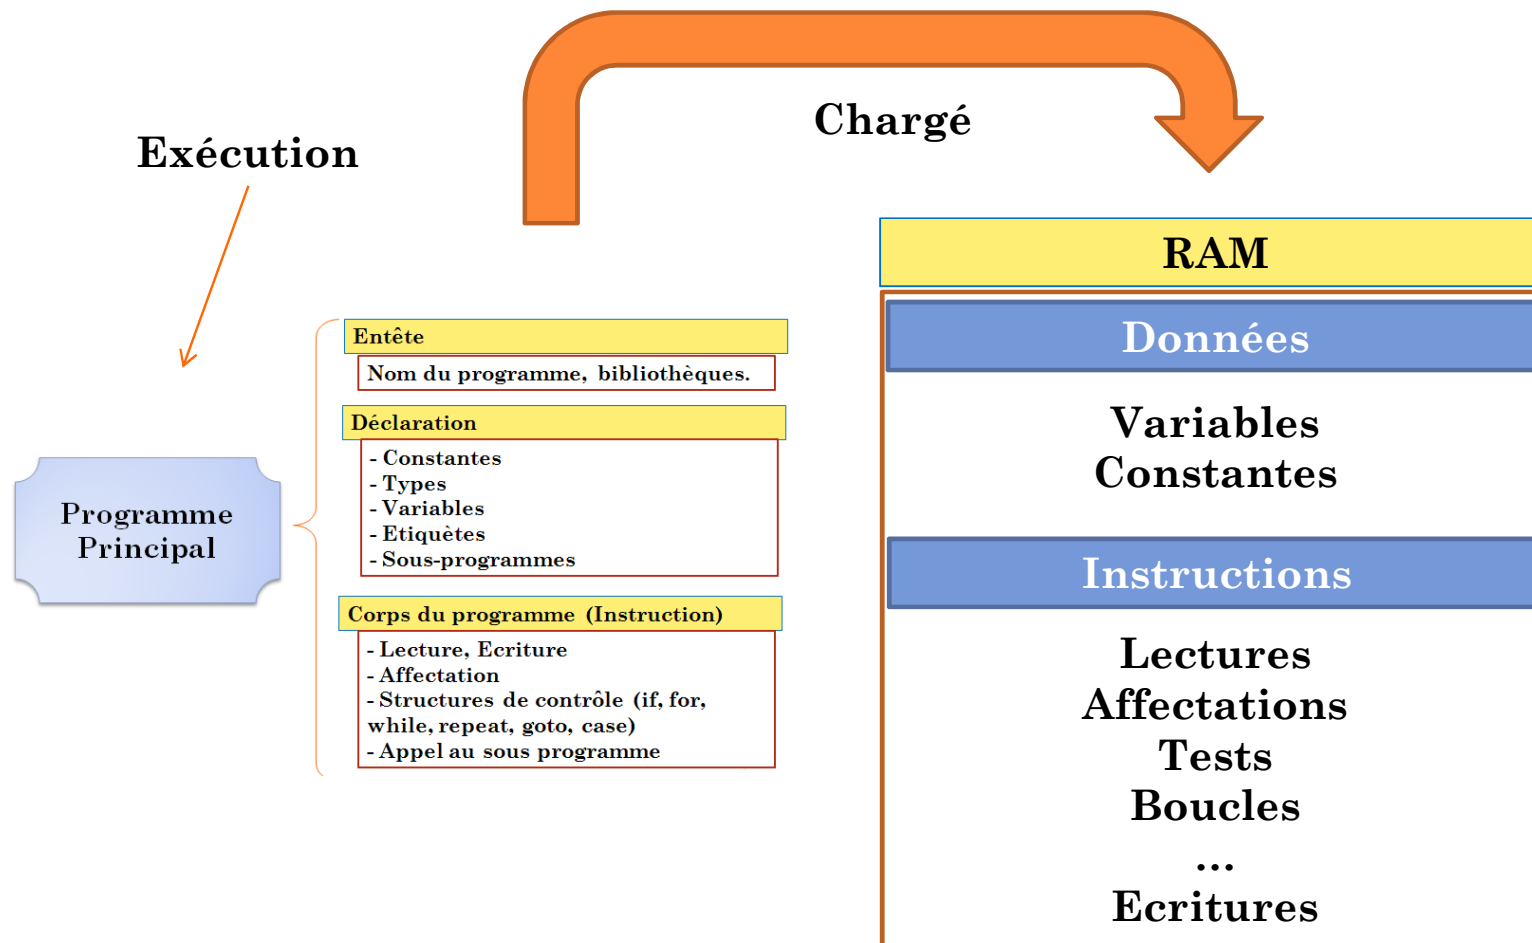 Exécution
Chargé
Programme
Principal
Entête
Nom du programme, bibliothèques.
Déclaration
- Constantes
- Types
- Variables
- Etiquètes
- Sous-programmes
Corps du programme (Instruction)
- Lecture, Ecriture
- Affectation
- Structures de contrôle (if, for,
while, repeat, goto, case)
- Appel au sous programme
RAM
Données
Variables
Constantes
Instructions
Lectures
Affectations
Tests
Boucles
...
Ecritures